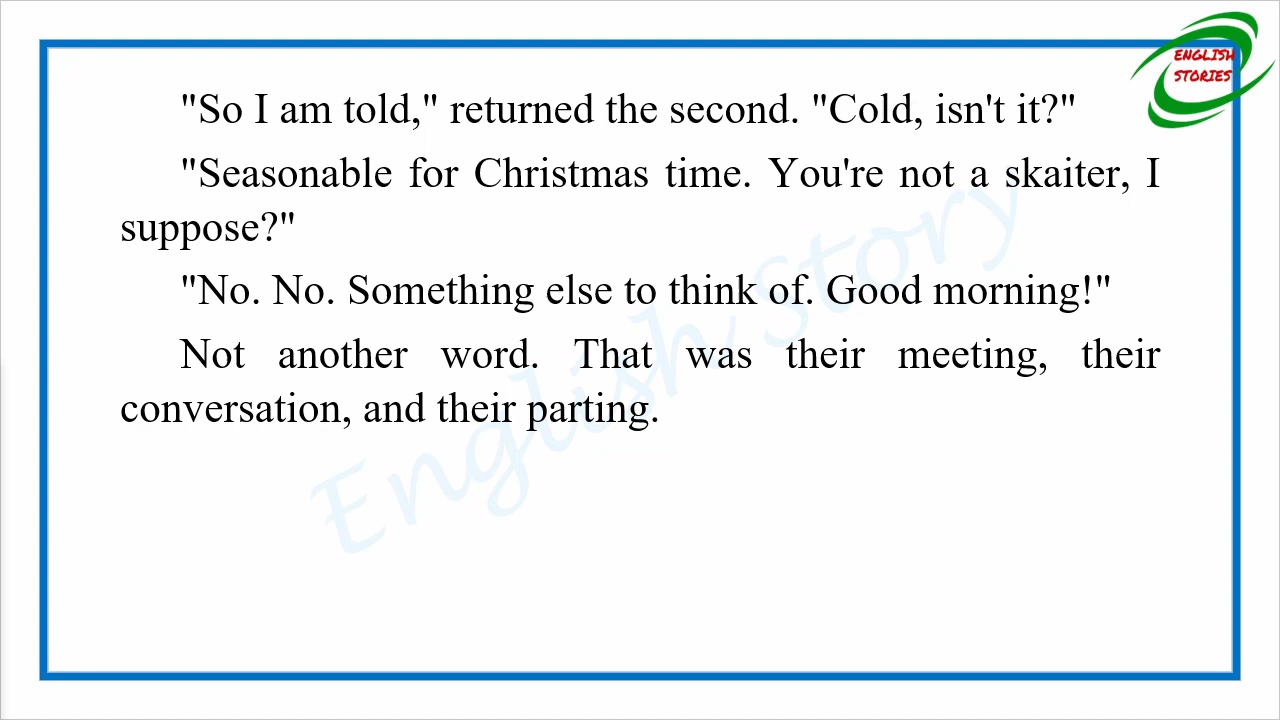 ENGLISH
STORIES
"So I am told," returned the second. "Cold, isn't it?"
"Seasonable for Christmas time. You're not a skaiter, I
suppose?"
"No. No. Something else to think of. Good morning!"
Not another word. That was their meeting, their
conversation, and their parting.
English Story